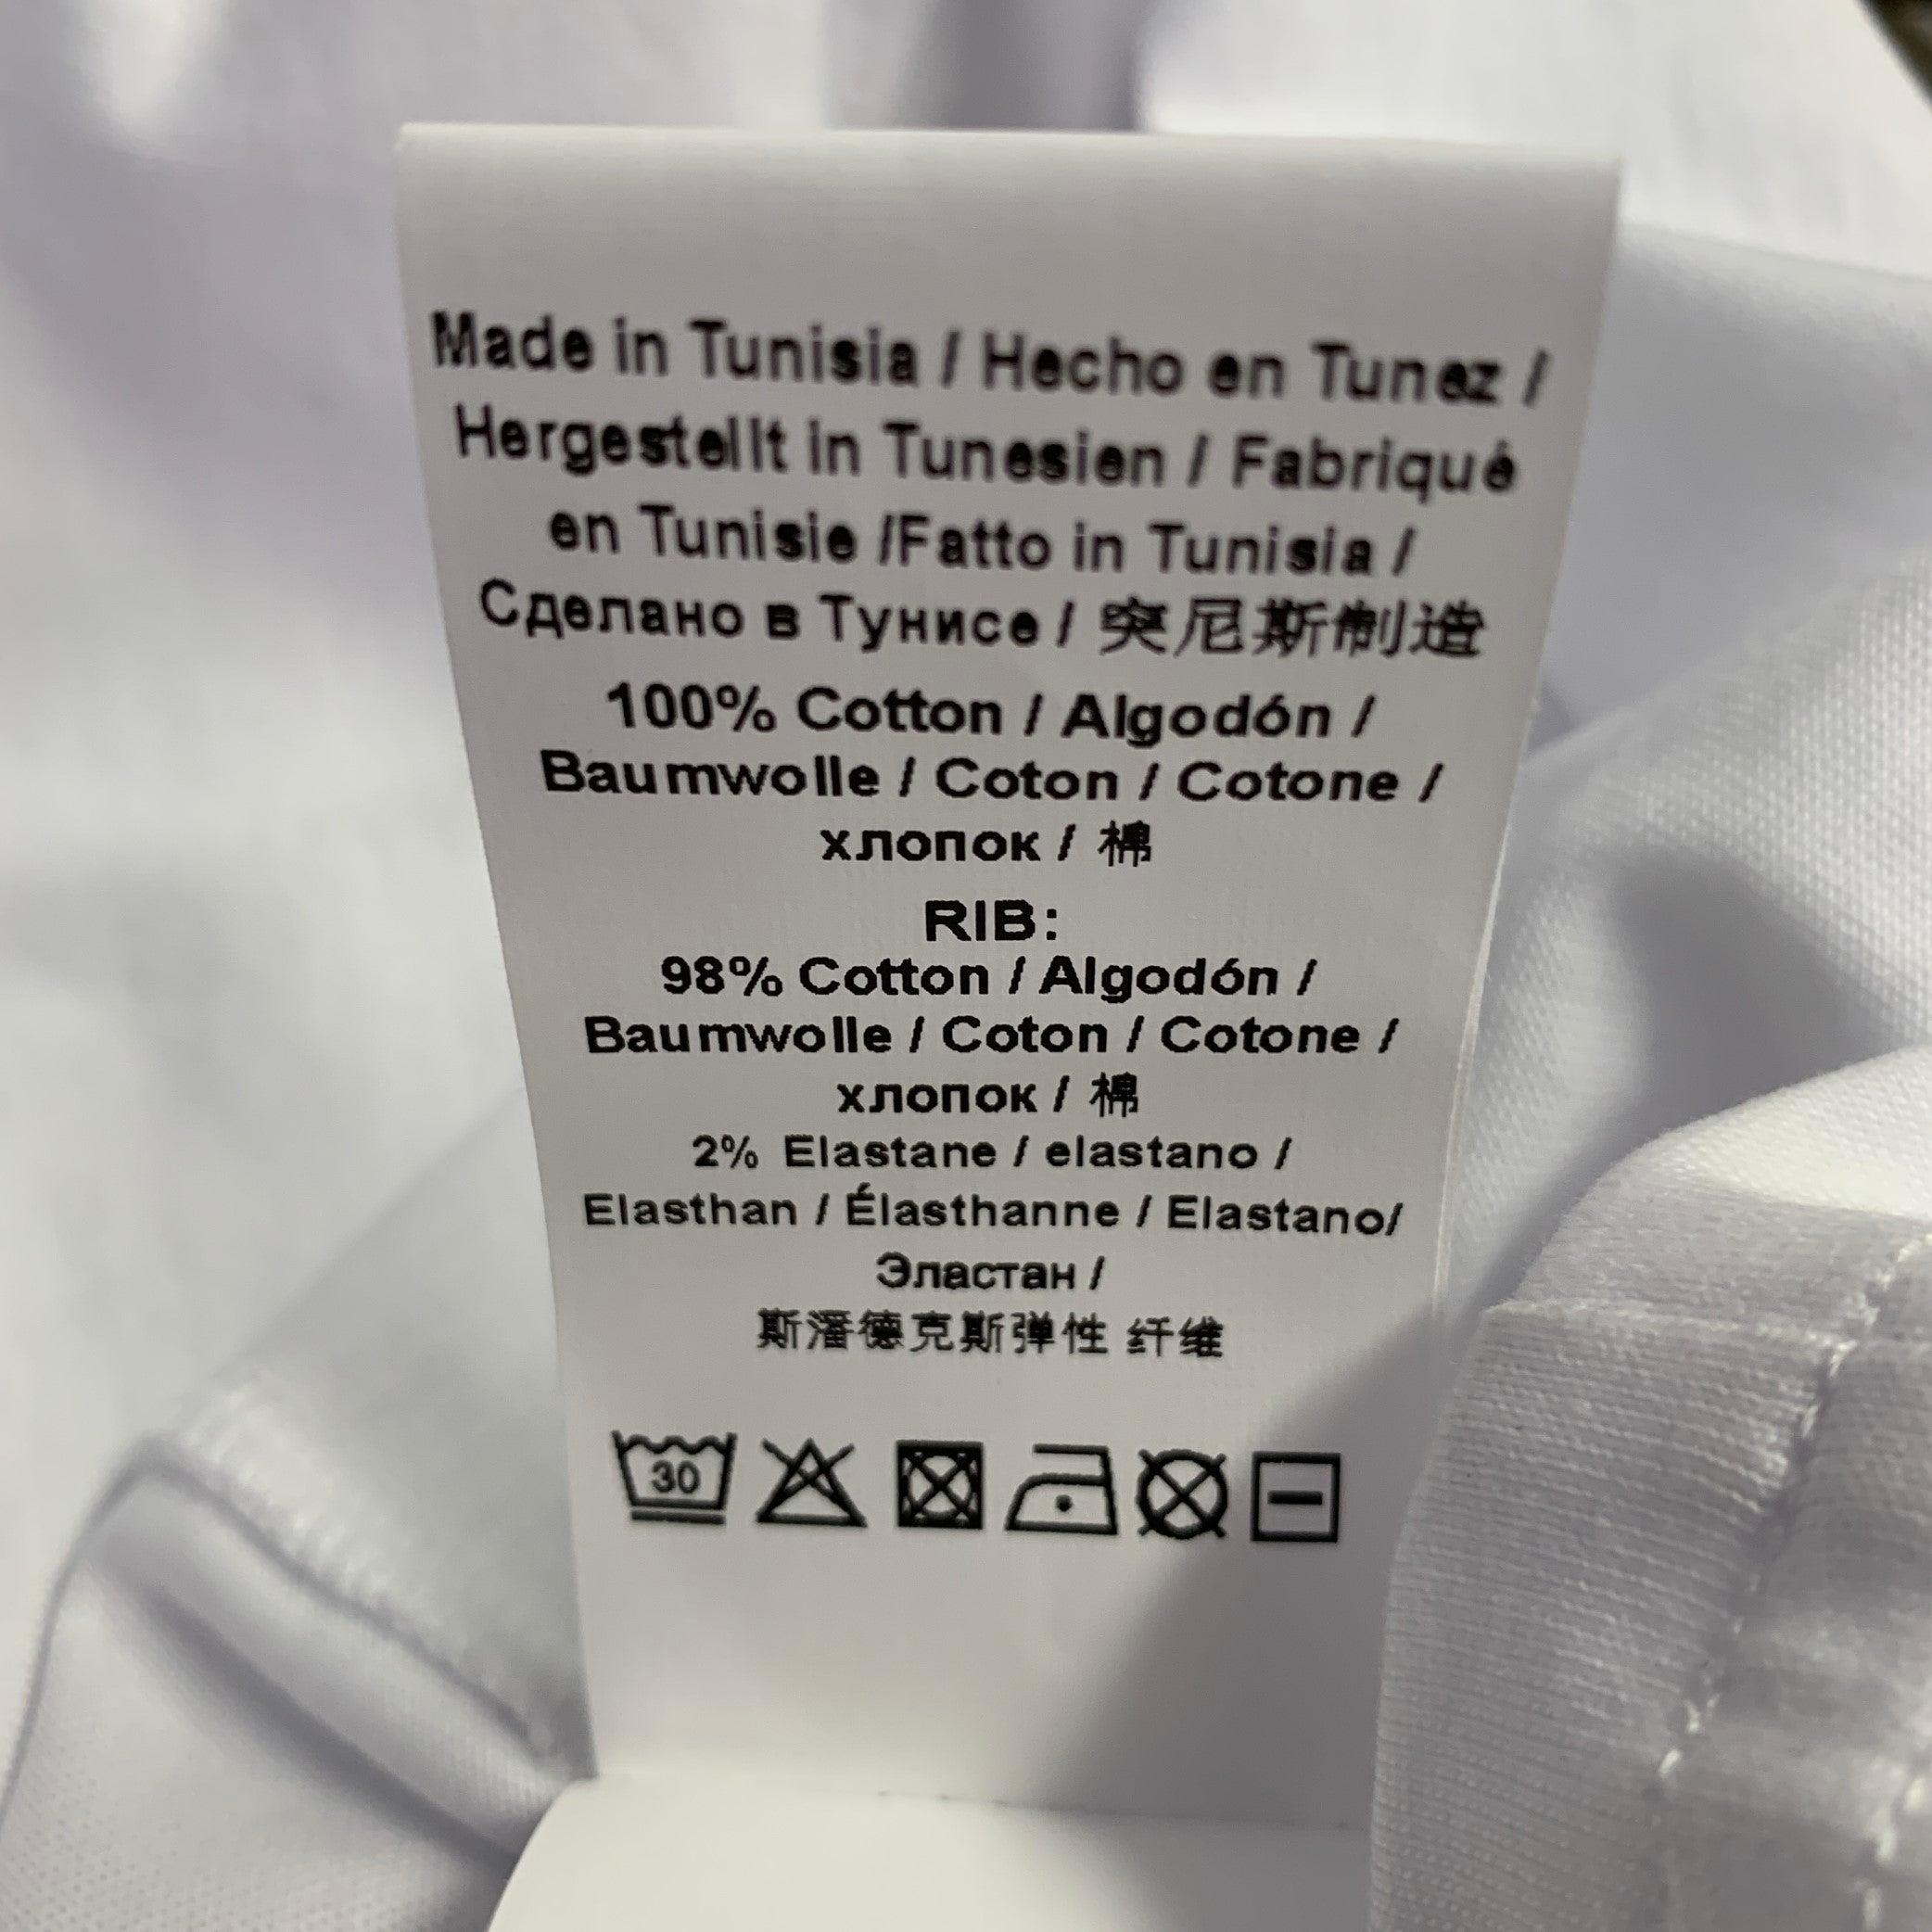 Made in Tunisia / Hecho en Tunez /
Hergestellt in Tunesien / Fabriqué
en Tunisie /Fatto in Tunisia /
Сделано в Тунисе / 突尼斯制造
100% Cotton / Algodón /
Baumwolle / Coton / Cotone /
хлопок / 棉
RIB:
98% Cotton / Algodón /
Baumwolle / Coton / Cotone /
хлопок / 棉
2% Elastane / elastano /
Elasthan / Élasthanne / Elastano/
Эластан /
斯潘德克斯弹性 纤维
30